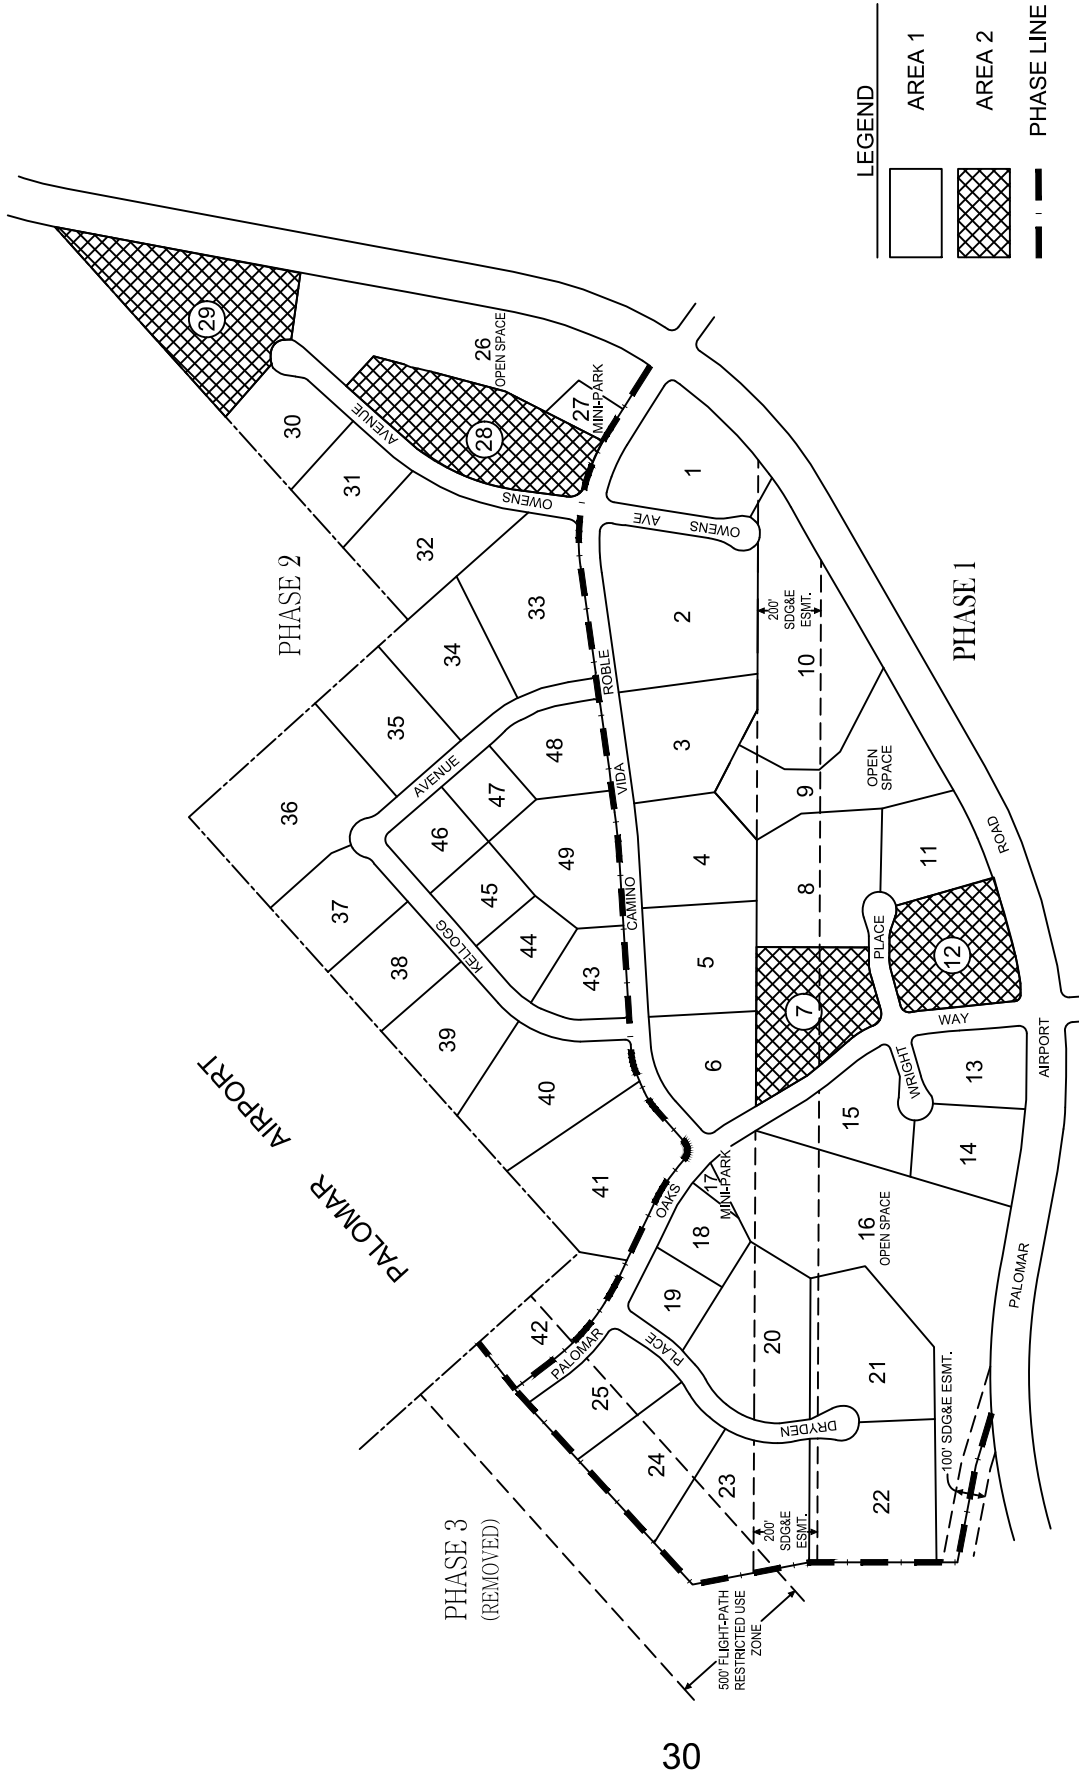 PALOMAR AIRPORT
PHASE 3
(REMOVED)
PHASE 2
PHASE 1
500' FLIGHT-PATH
RESTRICTED USE
ZONE
42
41
40
39
38
37
36
35
34
33
32
31
30
29
28
26
OPEN SPACE
27
MINI-PARK
25
24
23
22
21
20
19
18
17
MINI-PARK
16
OPEN SPACE
15
14
13
12
11
10
9
8
7
6
5
4
3
2
1
43
44
45
46
47
48
49
OPEN
SPACE
200'
SDG&E
ESMT.
200'
SDG&E
ESMT.
100' SDG&E ESMT.
PALOMAR
OAKS
WAY
CAMINO
VIDA
ROBLE
KELLOGG
AVENUE
OWENS
AVENUE
OWENS
AVE
DRYDEN
PLACE
WRIGHT
PLACE
PALOMAR
AIRPORT
ROAD
LEGEND
AREA 1
AREA 2
PHASE LINE
30